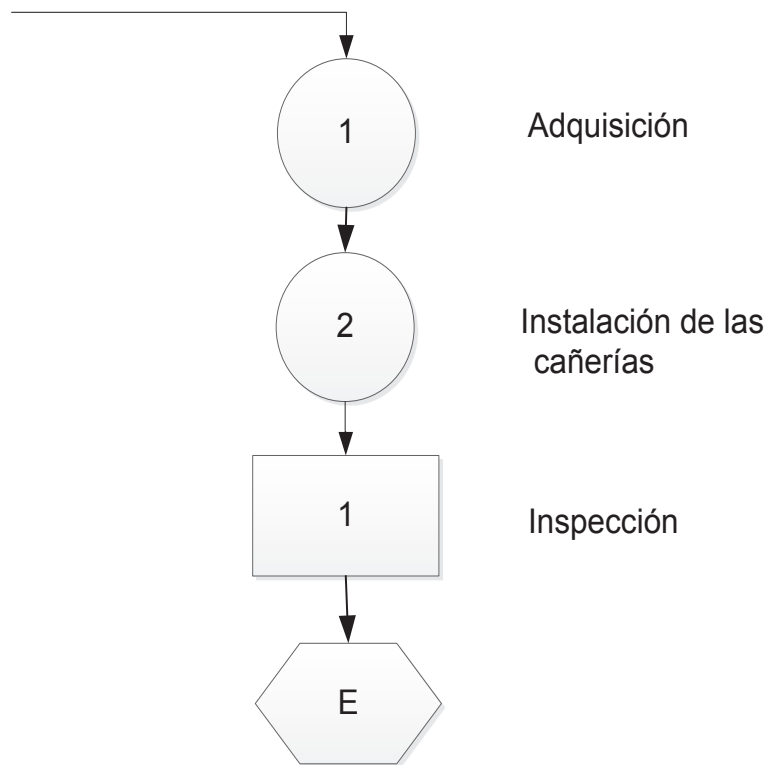 1
Adquisición
2
Instalación de las
cañerías
1
Inspección
E